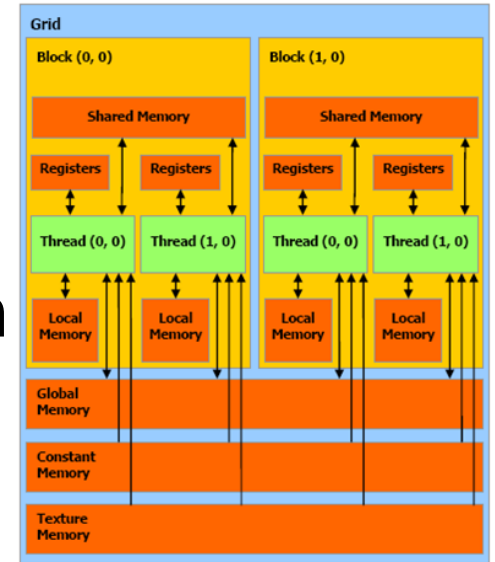 Grid
Block (0, 0)
Block (1, 0)
Shared Memory
Shared Memory
Registers
Registers
Registers
Registers
Thread (0, 0)
Thread (1, 0)
Thread (0, 0)
Thread (1, 0)
Local
Memory
Local
Memory
Local
Memory
Local
Memory
Global
Memory
Constant
Memory
Texture
Memory